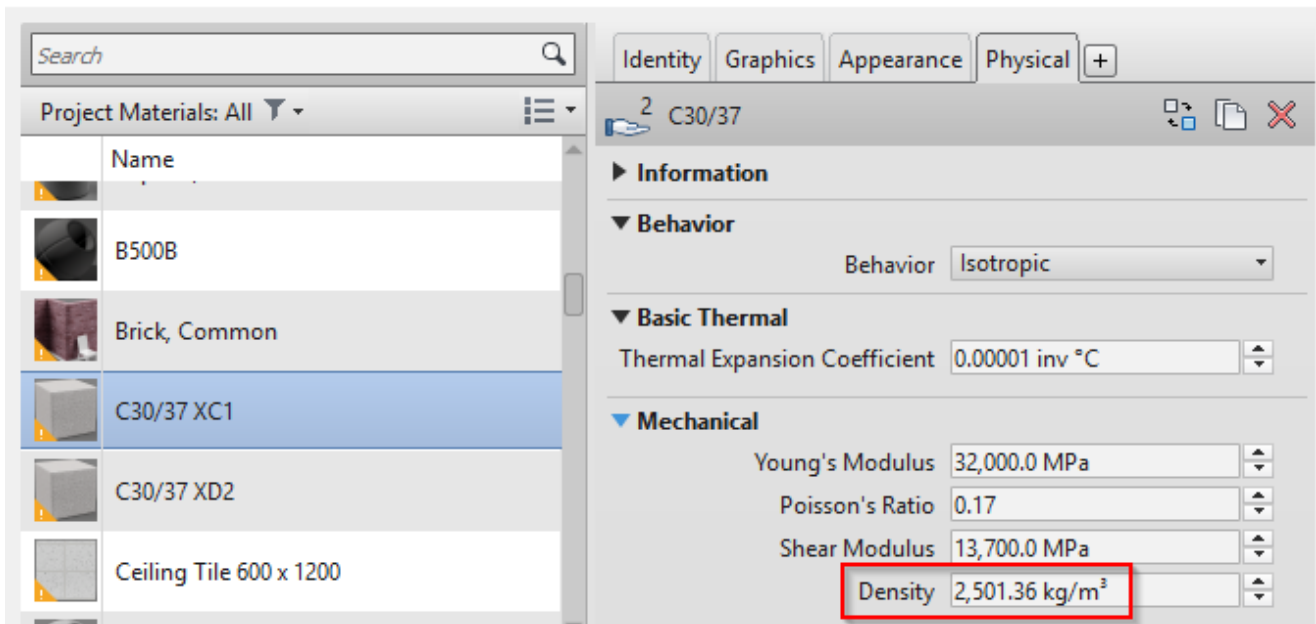 Search
Project Materials: All
Name
B500B
Brick, Common
C30/37 XC1
C30/37 XD2
Ceiling Tile 600 x 1200
Identity Graphics Appearance Physical +
2 C30/37
Information
Behavior
Behavior Isotropic
Basic Thermal
Thermal Expansion Coefficient 0.00001 inv °C
Mechanical
Young's Modulus 32,000.0 MPa
Poisson's Ratio 0.17
Shear Modulus 13,700.0 MPa
Density 2,501.36 kg/m³